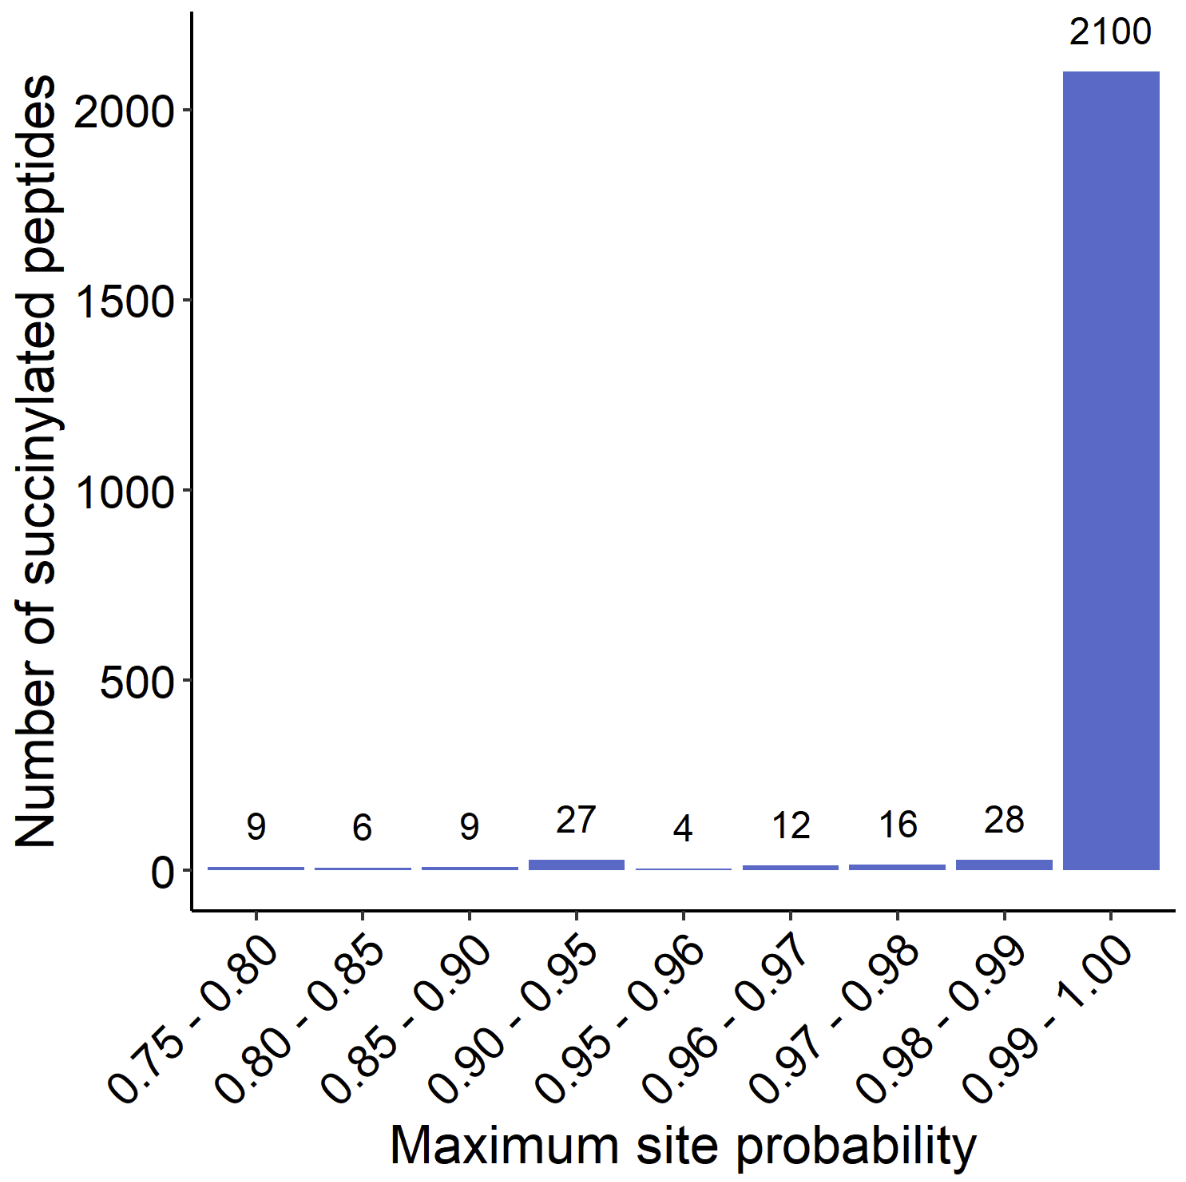 Number of succinylated peptides
2000
1500
1000
500
0
9
6
9
27
4
12
16
28
2100
0.75 - 0.80
0.80 - 0.85
0.85 - 0.90
0.90 - 0.95
0.95 - 0.96
0.96 - 0.97
0.97 - 0.98
0.98 - 0.99
0.99 - 1.00
Maximum site probability